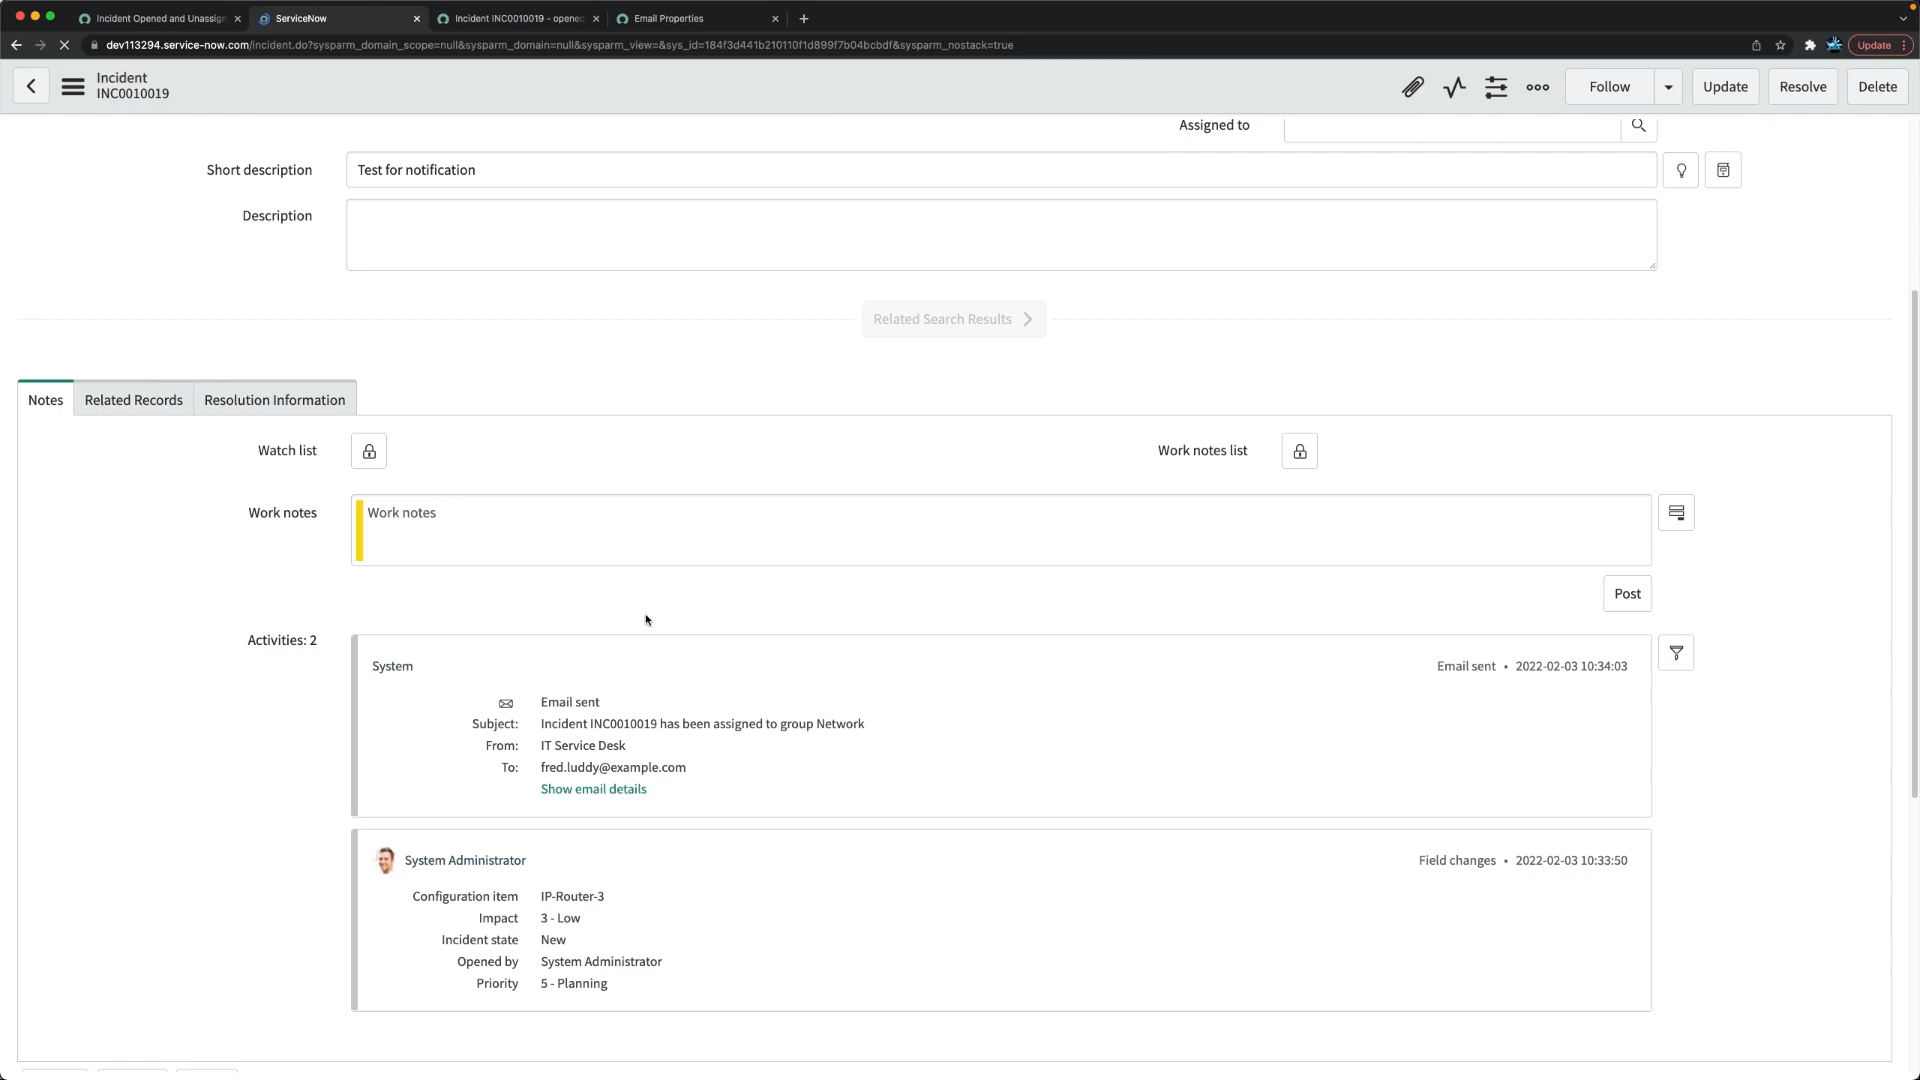 Incident Opened and Unassign
ServiceNow
Incident INC0010019 - opened
Email Properties
dev113294.service-now.com/incident.do?sysparm_domain_scope=null&sysparm_domain=null&sysparm_view=&sys_id=184f3d441b210110f1d899f7b04bcbdf&sysparm_nostack=true
Update
Incident
INC0010019
Follow
Update
Resolve
Delete
Assigned to
Short description
Test for notification
Description
Related Search Results
Notes
Related Records
Resolution Information
Watch list
Work notes list
Work notes
Work notes
Post
Activities: 2
System
Email sent • 2022-02-03 10:34:03
Email sent
Subject: Incident INC0010019 has been assigned to group Network
From: IT Service Desk
To: fred.luddy@example.com
Show email details
System Administrator
Field changes • 2022-02-03 10:33:50
Configuration item IP-Router-3
Impact 3 - Low
Incident state New
Opened by System Administrator
Priority 5 - Planning